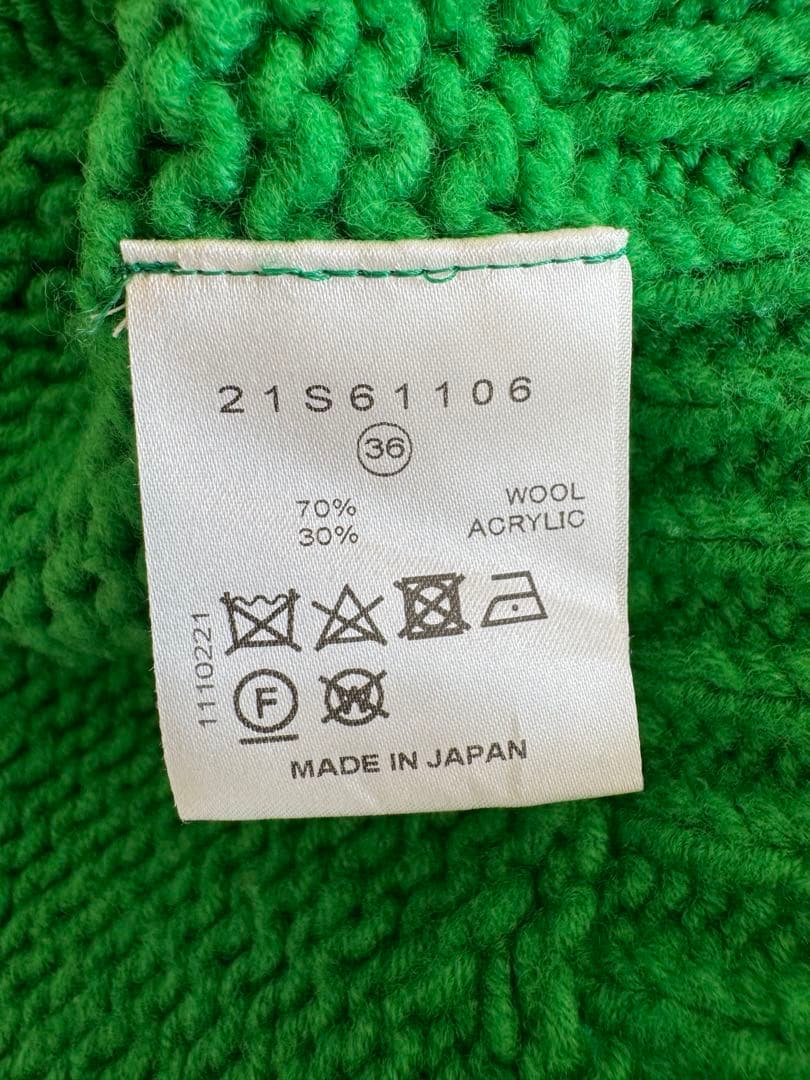 21S61106
36
70% WOOL
30% ACRYLIC
1110221
F
W
MADE IN JAPAN